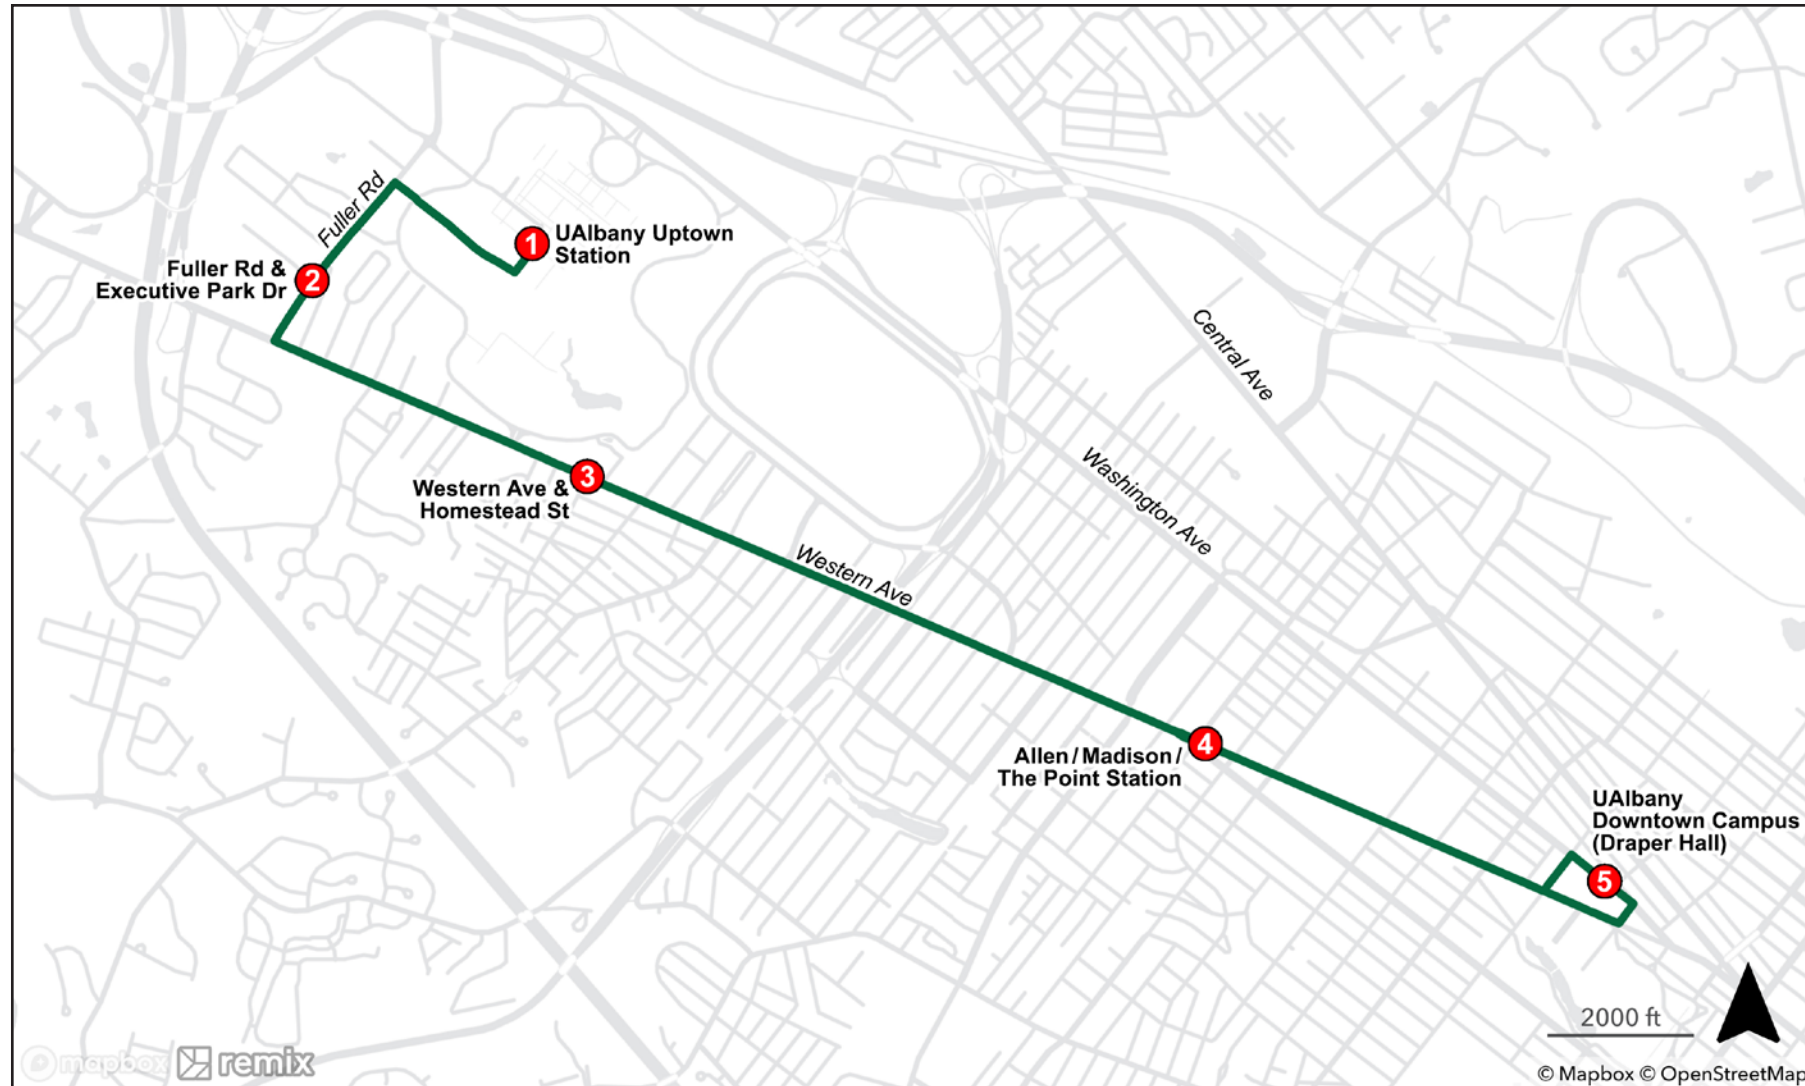 Fuller Rd
1
UAlbany Uptown
Station
2
Fuller Rd &
Executive Park Dr
Central Ave
3
Western Ave &
Homestead St
Washington Ave
Western Ave
4
Allen / Madison /
The Point Station
UAlbany
Downtown Campus
(Draper Hall)
5
2000 ft
mapbox remix
© Mapbox © OpenStreetMap